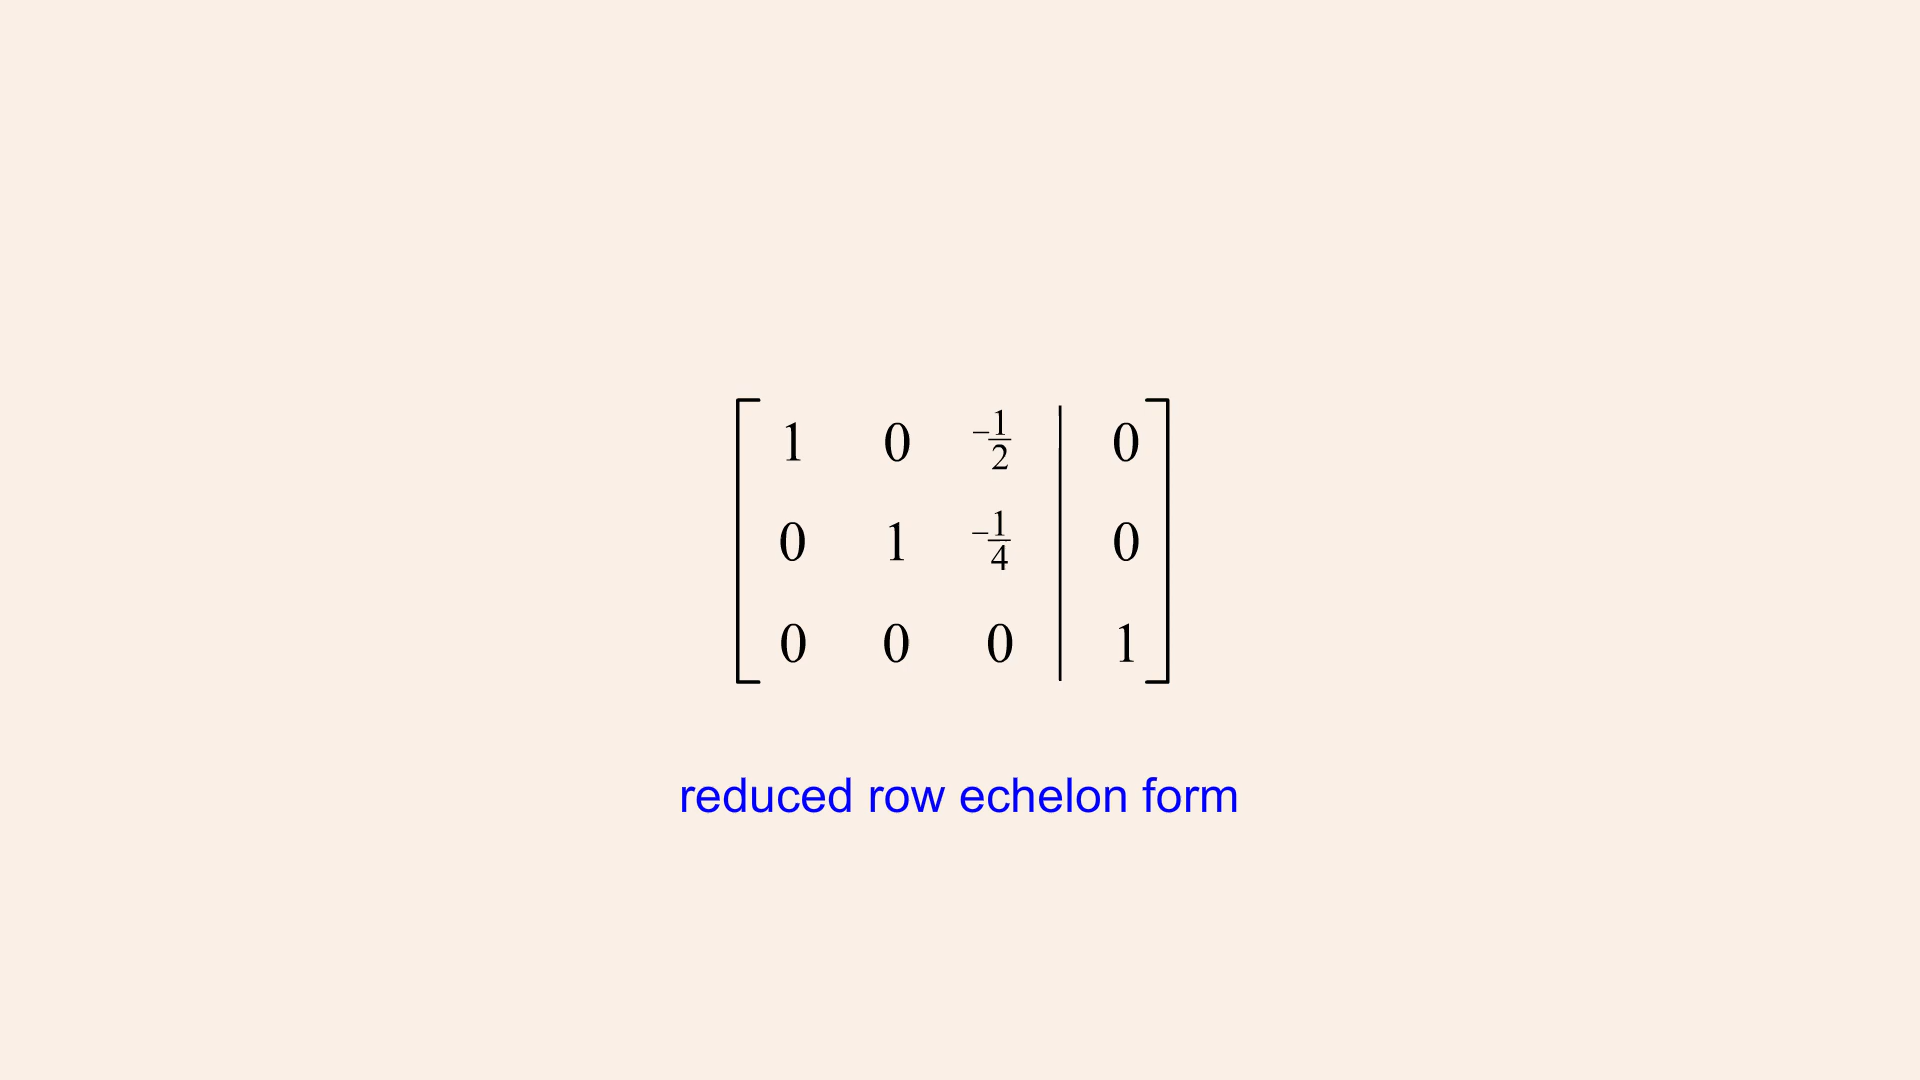 1 0 -1/2 | 0
0 1 -1/4 | 0
0 0 0 | 1
reduced row echelon form